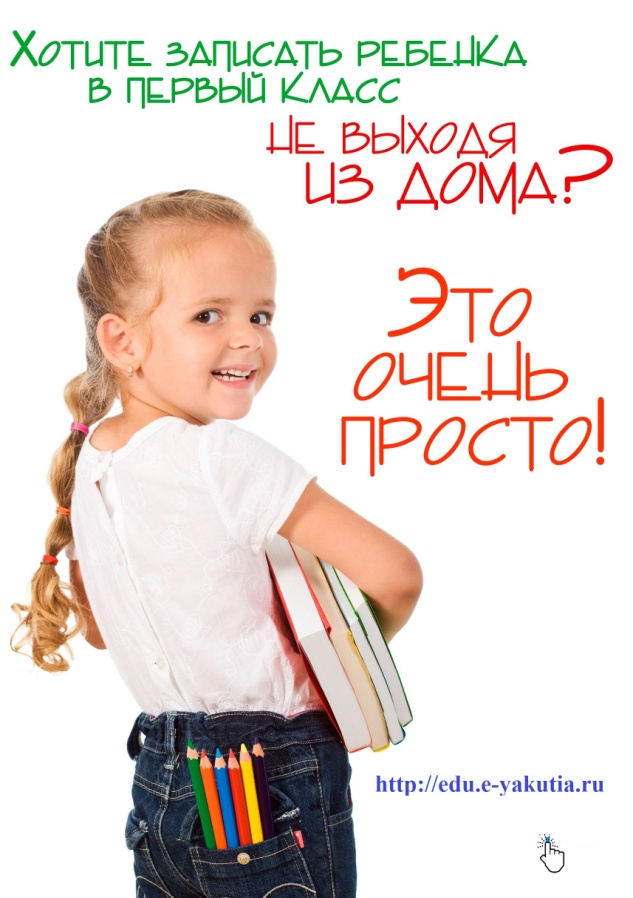 Хотите записать ребенка
в первый класс
не выходя
из дома?
Это
очень
просто!
http://edu.e-yakutia.ru